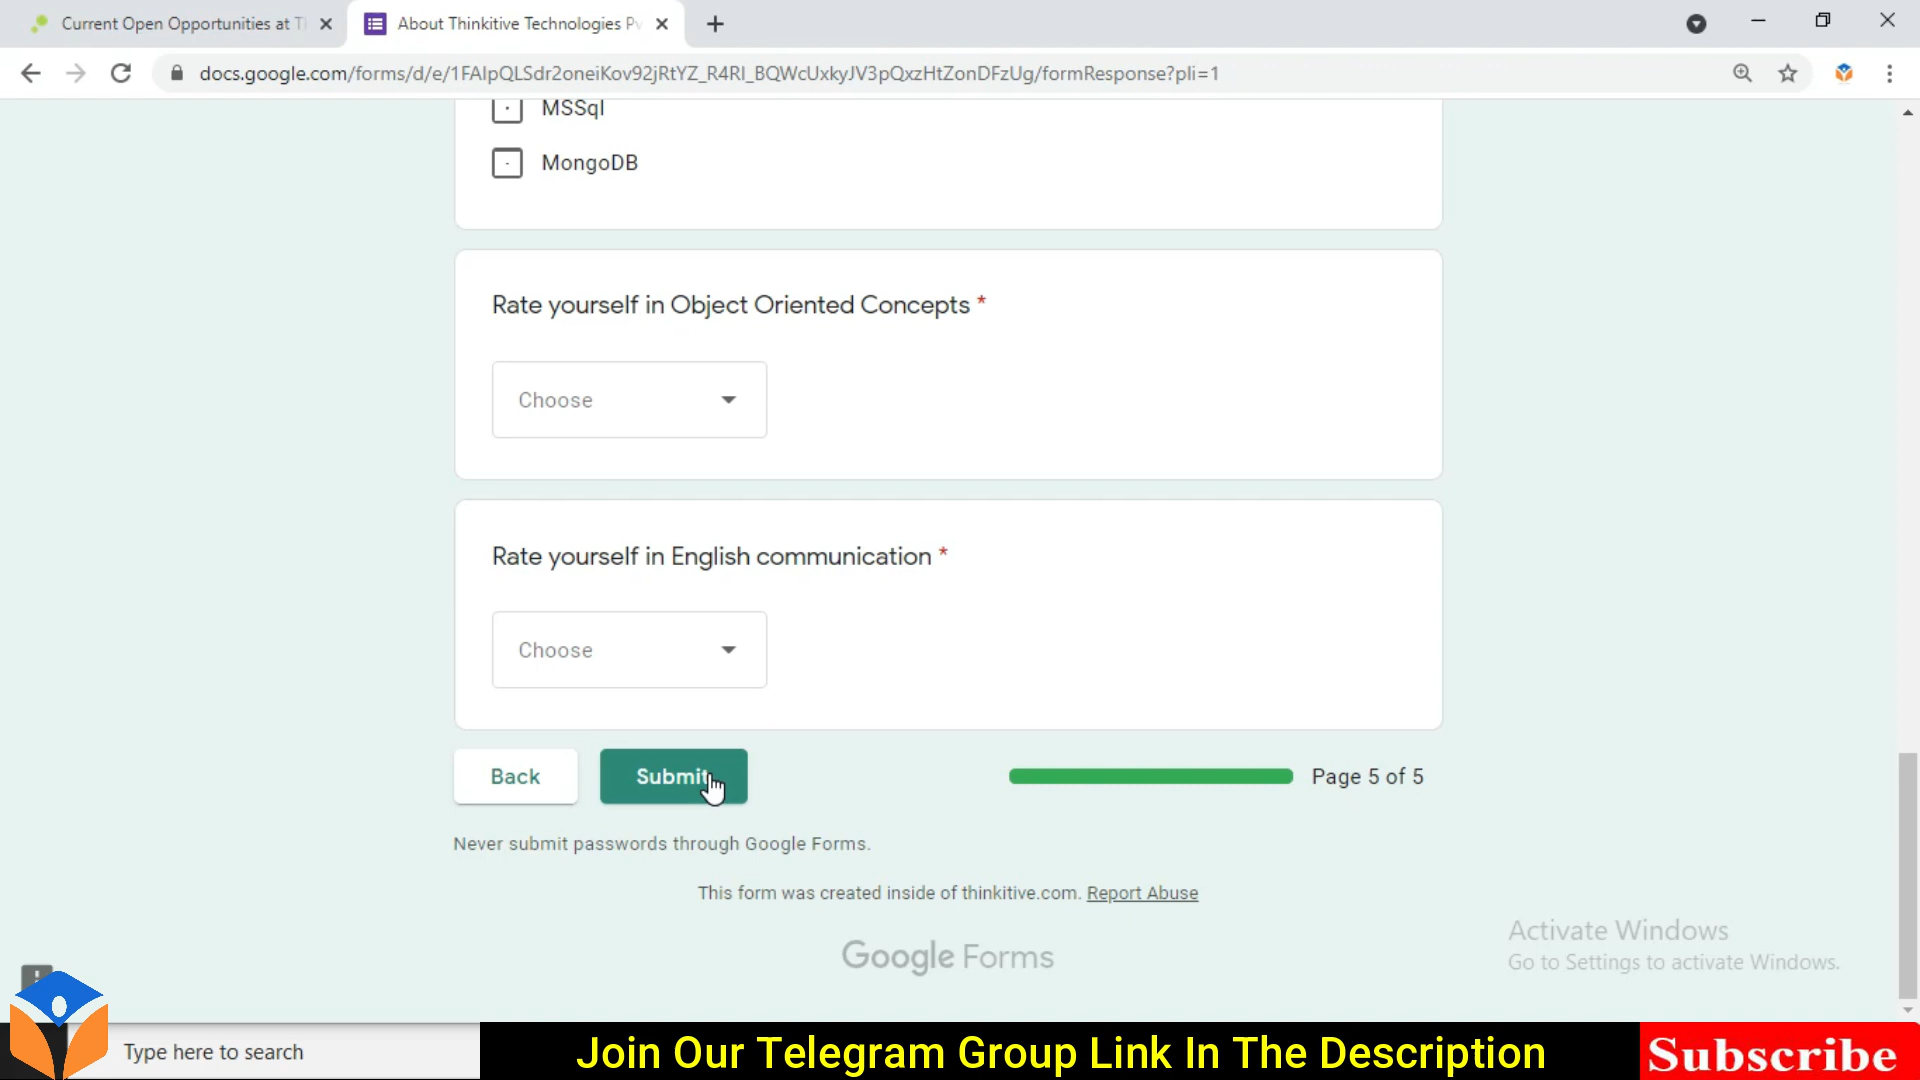 Current Open Opportunities at T
About Thinkitive Technologies Pv
docs.google.com/forms/d/e/1FAIpQLSdr2oneiKov92jRtYZ_R4RI_BQWcUxkyJV3pQxzHtZonDFzUg/formResponse?pli=1
MSSql
MongoDB
Rate yourself in Object Oriented Concepts *
Choose
Rate yourself in English communication *
Choose
Back
Submit
Page 5 of 5
Never submit passwords through Google Forms.
This form was created inside of thinkitive.com. Report Abuse
Google Forms
Activate Windows
Go to Settings to activate Windows.
Type here to search
Join Our Telegram Group Link In The Description
Subscribe